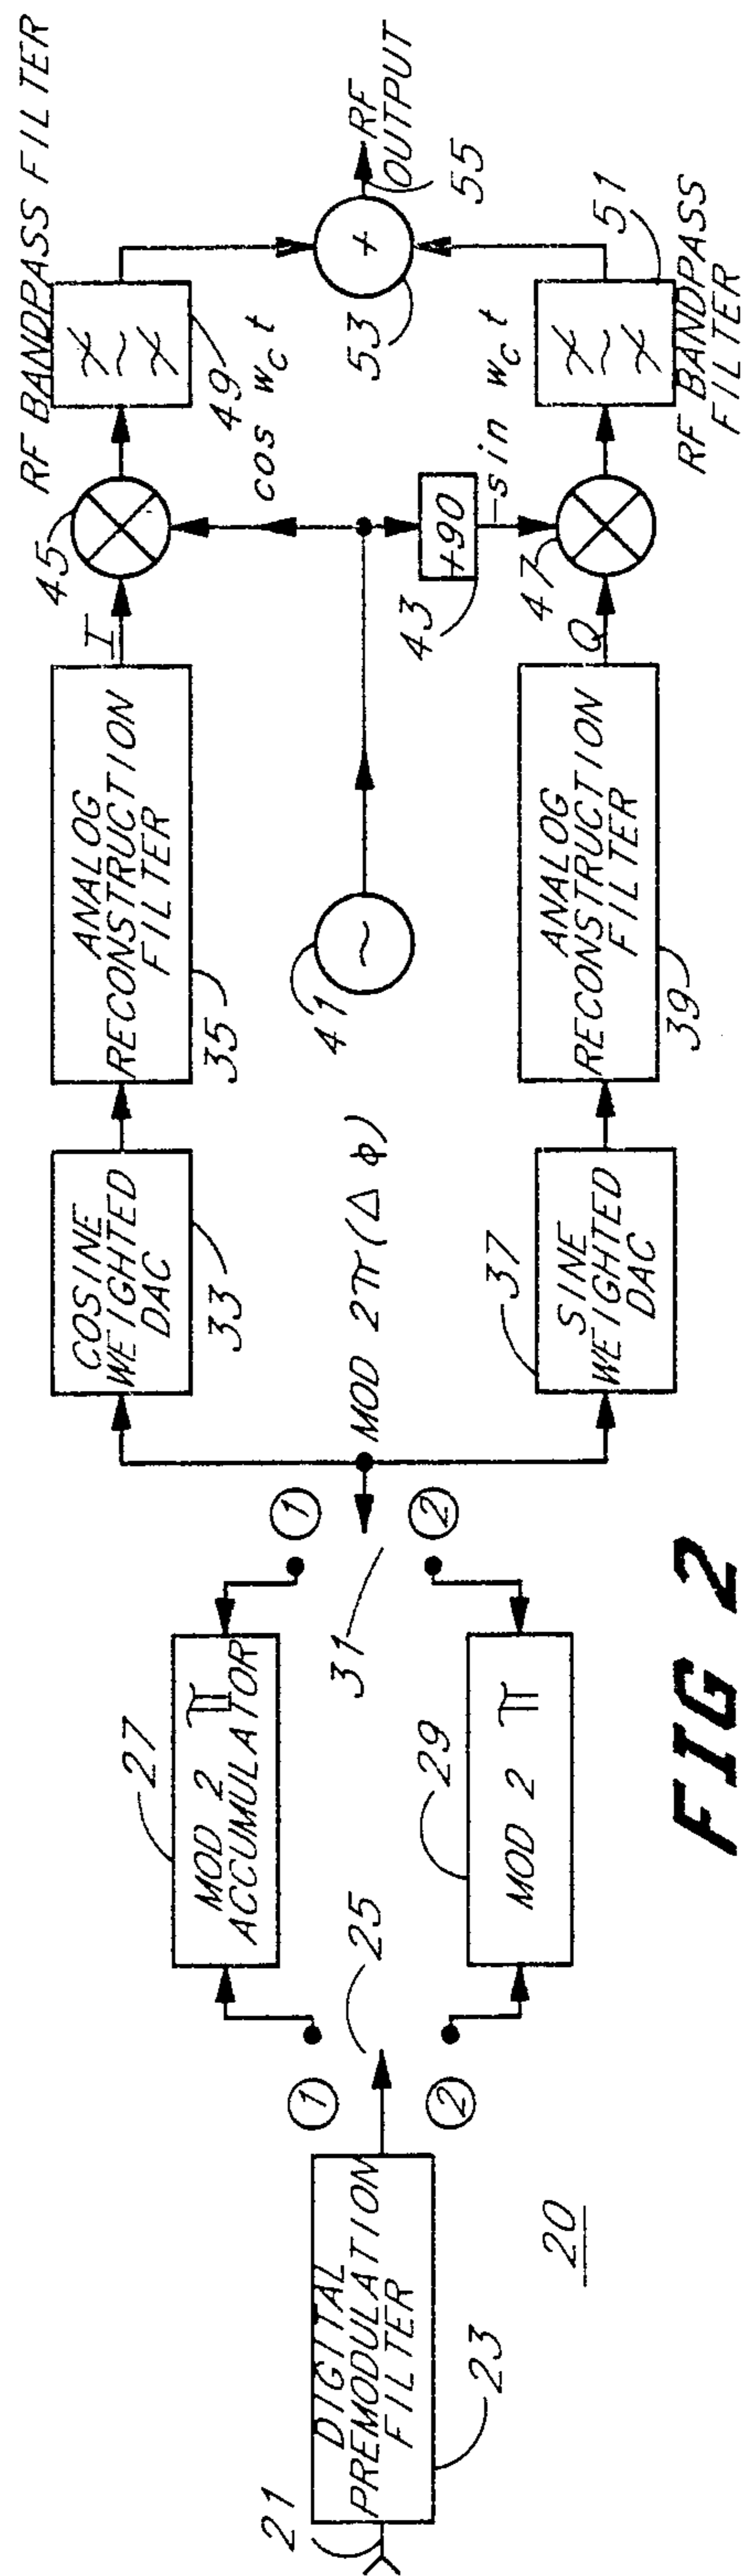 21
DIGITAL
PREMODULATION
FILTER
23
20
25
1
2
27
MOD 2 π
ACCUMULATOR
29
MOD 2 π
31
1
2
MOD 2π(Δ ϕ)
COSINE
WEIGHTED
DAC
33
37
SINE
WEIGHTED
DAC
ANALOG
RECONSTRUCTION
FILTER
35
ANALOG
RECONSTRUCTION
FILTER
39
41
~
I
45
Q
47
cos w_c t
+90
43
-sin w_c t
RF BANDPASS FILTER
~
49
~
51
RF BANDPASS
FILTER
+
53
RF
OUTPUT
55
FIG 2